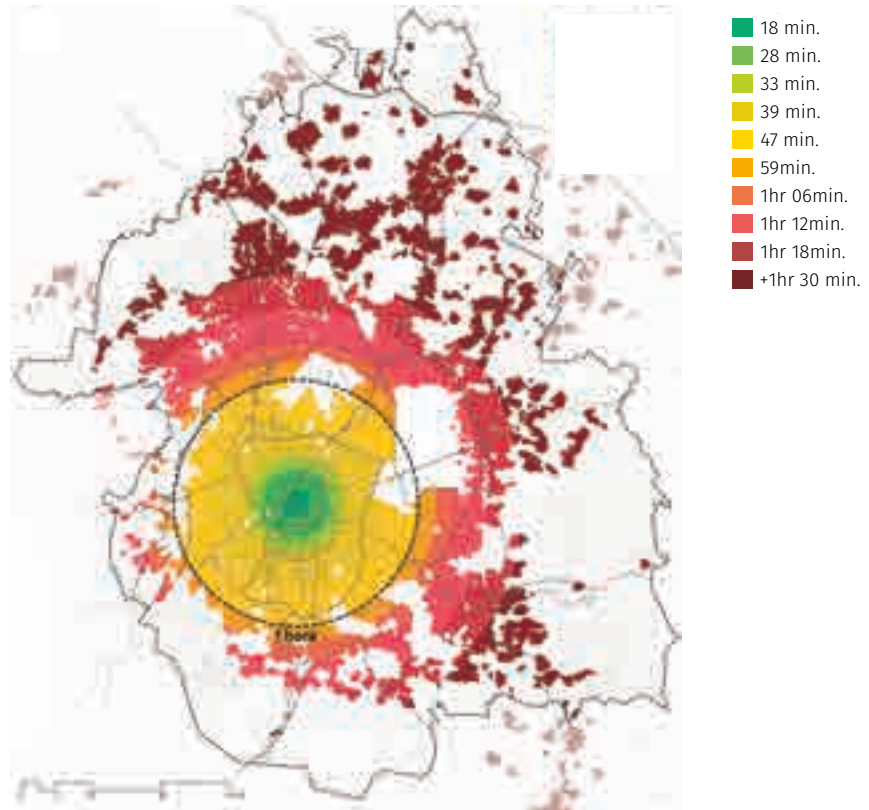 18 min.
28 min.
33 min.
39 min.
47 min.
59min.
1hr 06min.
1hr 12min.
1hr 18min.
+1hr 30 min.
1 hora